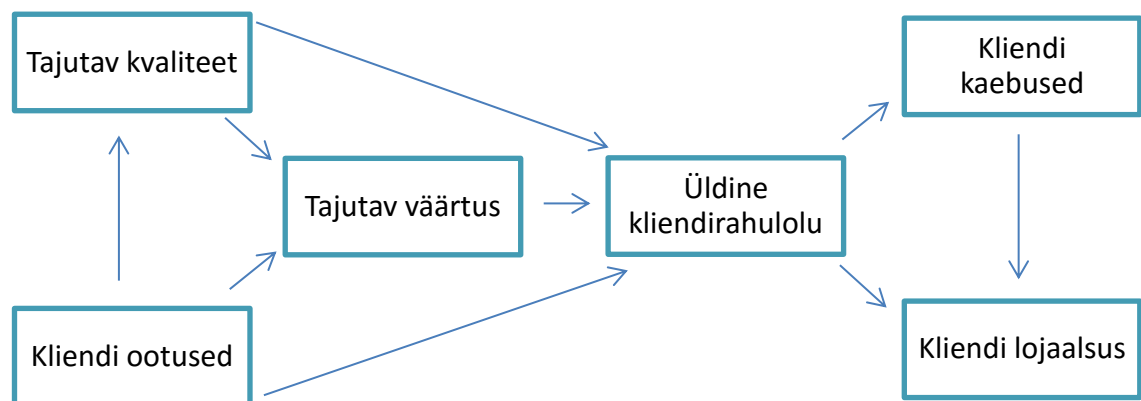 Tajutav kvaliteet
Kliendi
kaebused
Tajutav väärtus
Üldine
kliendirahulolu
Kliendi ootused
Kliendi lojaalsus